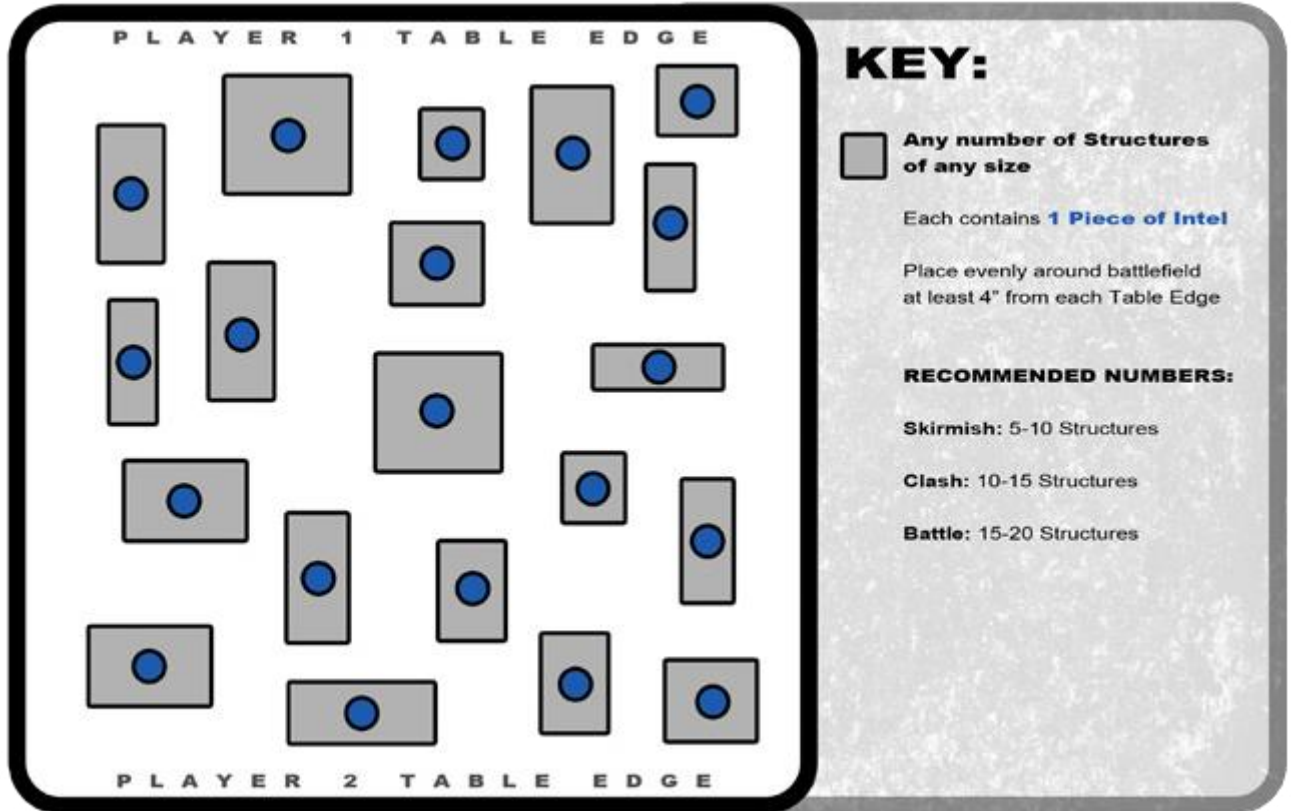 PLAYER 1 TABLE EDGE
KEY:
Any number of Structures
of any size
Each contains 1 Piece of Intel
Place evenly around battlefield
at least 4" from each Table Edge
RECOMMENDED NUMBERS:
Skirmish: 5-10 Structures
Clash: 10-15 Structures
Battle: 15-20 Structures
PLAYER 2 TABLE EDGE